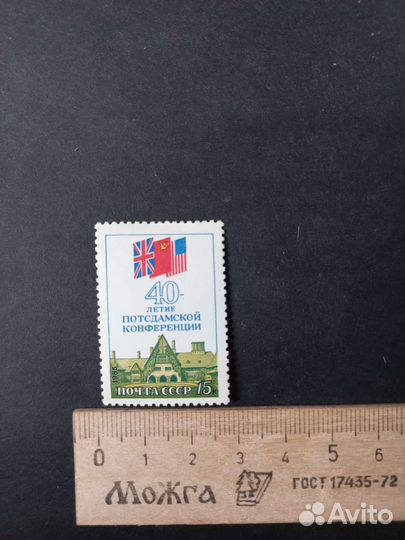 40-
ЛЕТИЕ
ПОТСДАМСКОЙ
КОНФЕРЕНЦИИ
1985
ПОЧТА СССР 15
0 1 2 3 4 5 6
Можга ГОСТ 17435-72
Avito